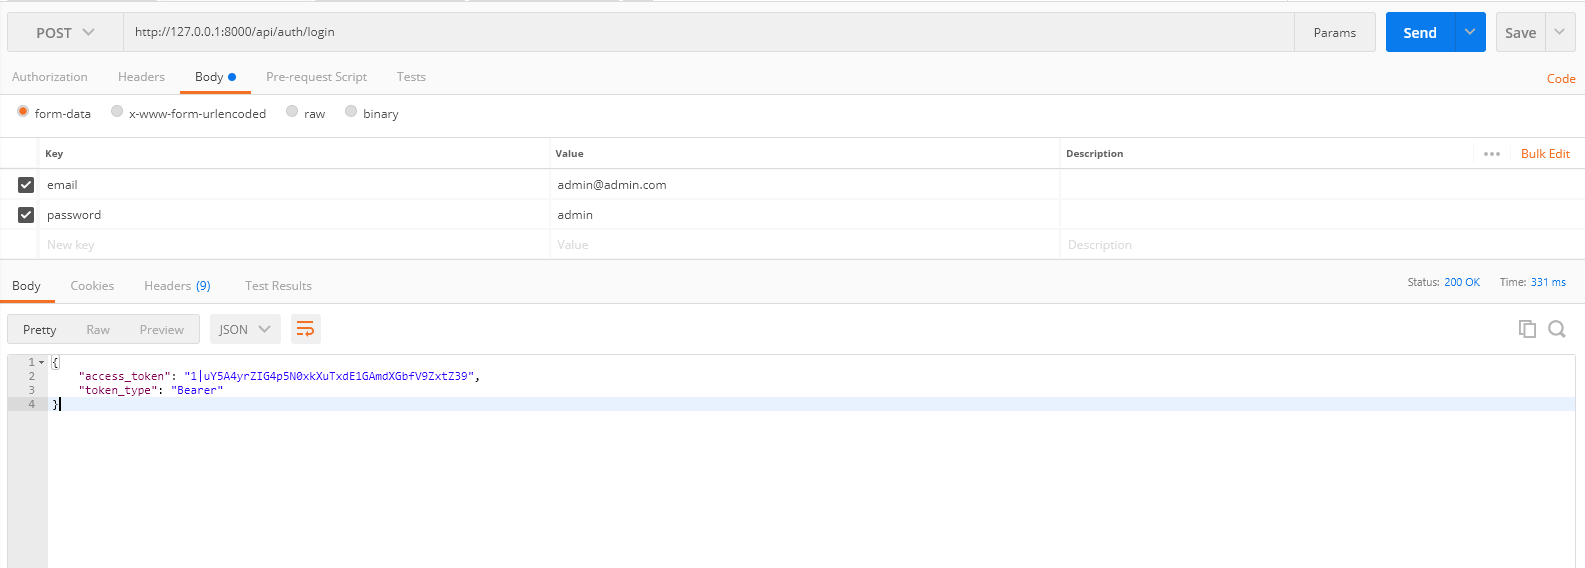 POST http://127.0.0.1:8000/api/auth/login Params Send Save
Authorization Headers Body Pre-request Script Tests Code
form-data x-www-form-urlencoded raw binary
Key Value Description ••• Bulk Edit
email admin@admin.com
password admin
New key Value Description
Body Cookies Headers (9) Test Results Status: 200 OK Time: 331 ms
Pretty Raw Preview JSON
1 {
2 "access_token": "1|uY5A4yrZIG4p5N0xkXuTxdE1GAmdXGbfV9ZxtZ39",
3 "token_type": "Bearer"
4 }